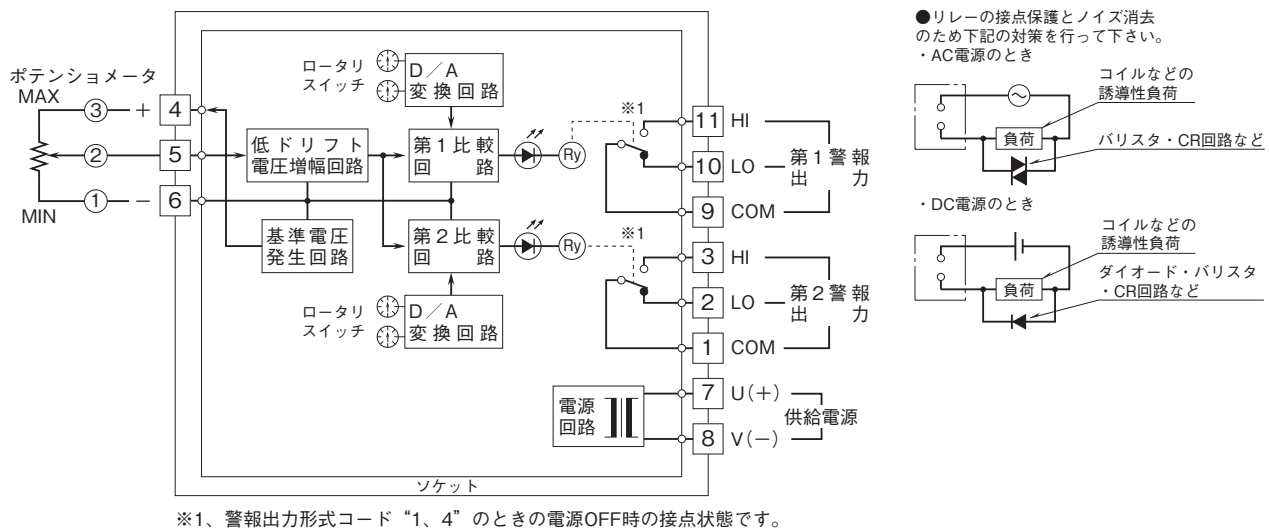 ポテンショメータ
MAX
③
+
4
②
5
①
−
6
MIN
ロータリ
スイッチ
D/A
変換回路
低ドリフト
電圧増幅回路
第1比較
回路
Ry
※1
基準電圧
発生回路
第2比較
回路
Ry
※1
ロータリ
スイッチ
D/A
変換回路
11 HI
10 LO
9 COM
第1警報
出力
3 HI
2 LO
1 COM
第2警報
出力
電源
回路
7 U(+)
8 V(−)
供給電源
ソケット
※1、警報出力形式コード“1、4”のときの電源OFF時の接点状態です。
●リレーの接点保護とノイズ消去
のため下記の対策を行って下さい。
・AC電源のとき
コイルなどの
誘導性負荷
負荷
バリスタ・CR回路など
・DC電源のとき
コイルなどの
誘導性負荷
負荷
ダイオード・バリスタ
・CR回路など